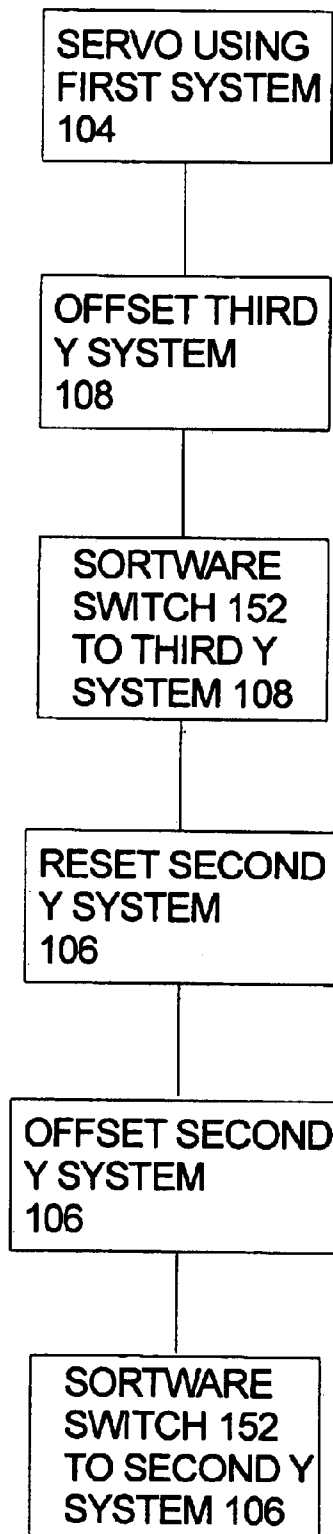 SERVO USING
FIRST SYSTEM
104
OFFSET THIRD
Y SYSTEM
108
SORTWARE
SWITCH 152
TO THIRD Y
SYSTEM 108
RESET SECOND
Y SYSTEM
106
OFFSET SECOND
Y SYSTEM
106
SORTWARE
SWITCH 152
TO SECOND Y
SYSTEM 106